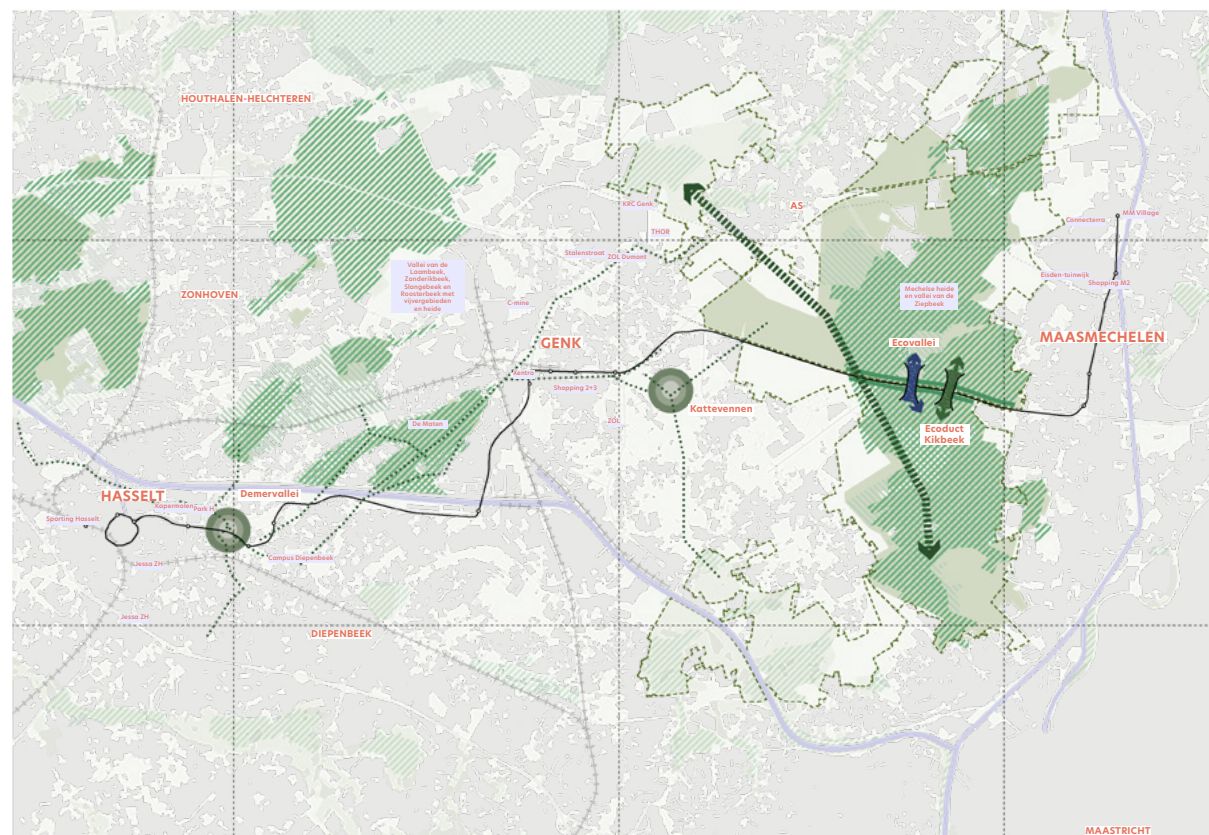 HOUTHALEN-HELCHTEREN
KRC Genk
AS
MM Village
Connecterra
THOR
Stalenstraat
ZOL Dumont
Vallei van de
Laambeek,
Zonderikbeek,
Slangebeek en
Roosterbeek met
vijvergebieden
en heide
Eisden-tuinwijk
Shopping M2
ZONHOVEN
Mechelse heide
en vallei van de
Ziepbeek
C-mine
GENK
Ecovallei
MAASMECHELEN
Xentro
Shopping 2+3
Kattevennen
De Maten
ZOL
Ecoduct
Kikbeek
HASSELT
Demervallei
Kapermolen
Park H
Sporting Hasselt
Campus Diepenbeek
Jessa ZH
Jessa ZH
DIEPENBEEK
MAASTRICHT